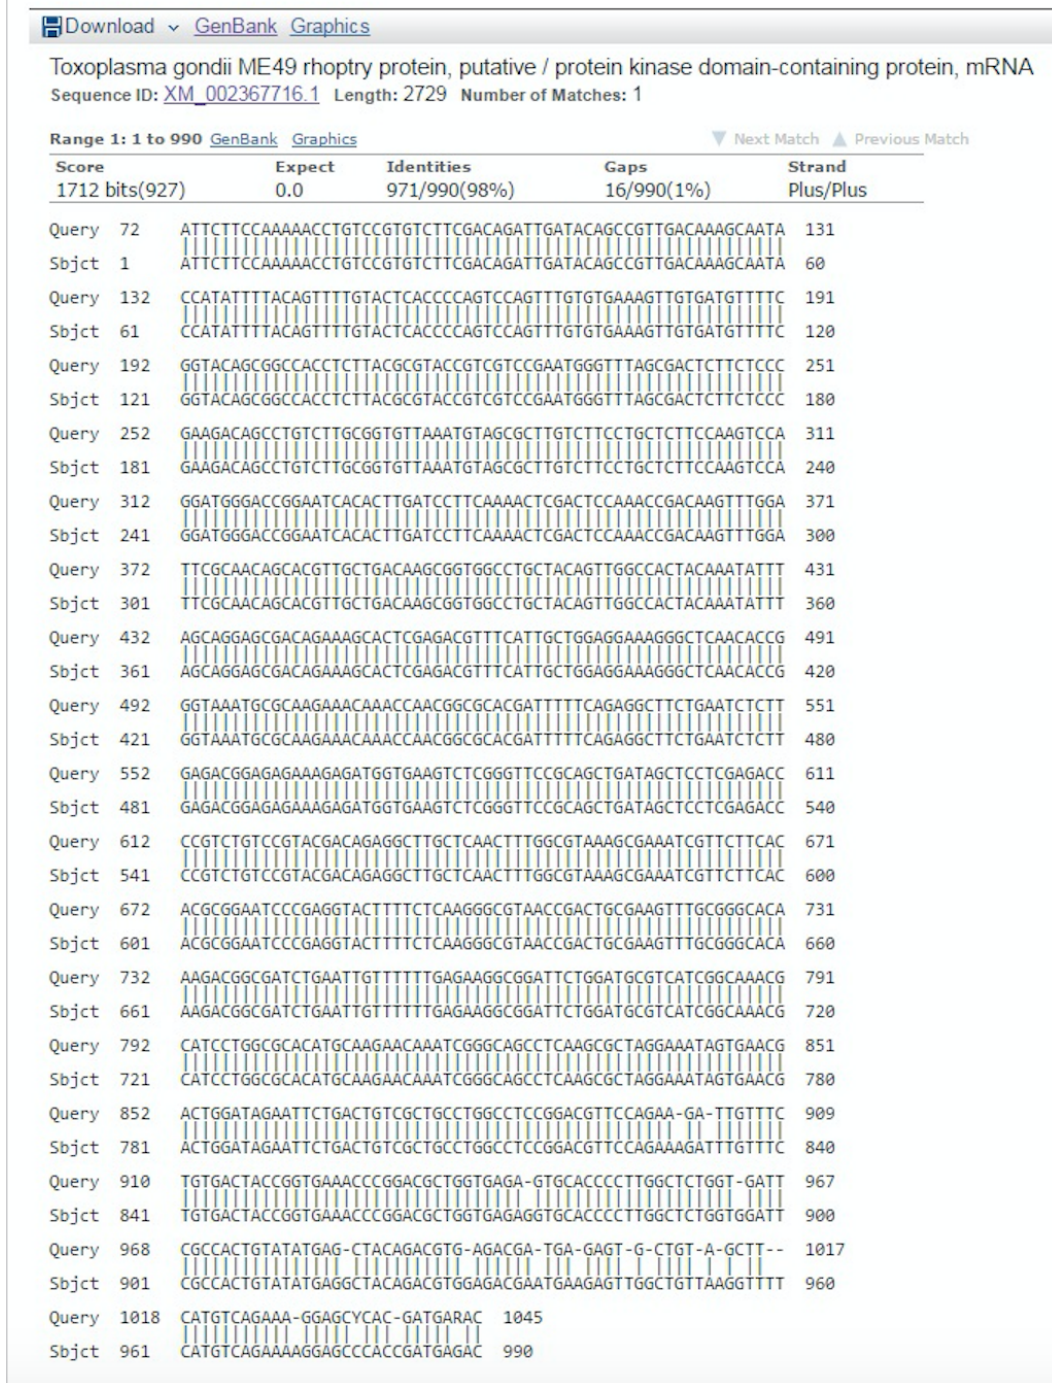 Download GenBank Graphics
Toxoplasma gondii ME49 rhoptry protein, putative / protein kinase domain-containing protein, mRNA
Sequence ID: XM_002367716.1 Length: 2729 Number of Matches: 1
Range 1: 1 to 990 GenBank Graphics ▼ Next Match ▲ Previous Match
Score Expect Identities Gaps Strand
1712 bits(927) 0.0 971/990(98%) 16/990(1%) Plus/Plus
Query 72 ATTCTTCCAAAAACCTGTCCGTGTCTTCGACAGATTGATACAGCCGTTGACAAAGCAATA 131
Sbjct 1 ATTCTTCCAAAAACCTGTCCGTGTCTTCGACAGATTGATACAGCCGTTGACAAAGCAATA 60
Query 132 CCATATTTTACAGTTTTGTACTCACCCCAGTCCAGTTTGTGTGAAAGTTGTGATGTTTTC 191
Sbjct 61 CCATATTTTACAGTTTTGTACTCACCCCAGTCCAGTTTGTGTGAAAGTTGTGATGTTTTC 120
Query 192 GGTACAGCGGCCACCTCTTACGCGTACCGTCGTCCGAATGGGTTTAGCGACTCTTCTCCC 251
Sbjct 121 GGTACAGCGGCCACCTCTTACGCGTACCGTCGTCCGAATGGGTTTAGCGACTCTTCTCCC 180
Query 252 GAAGACAGCCTGTCTTGCGGTGTTAAATGTAGCGCTTGTCTTCCTGCTCTTCCAAGTCCA 311
Sbjct 181 GAAGACAGCCTGTCTTGCGGTGTTAAATGTAGCGCTTGTCTTCCTGCTCTTCCAAGTCCA 240
Query 312 GGATGGGACCGGAATCACACTTGATCCTTCAAAACTCGACTCCAAACCGACAAGTTTGGA 371
Sbjct 241 GGATGGGACCGGAATCACACTTGATCCTTCAAAACTCGACTCCAAACCGACAAGTTTGGA 300
Query 372 TTCGCAACAGCACGTTGCTGACAAGCGGTGGCCTGCTACAGTTGGCCACTACAAATATTT 431
Sbjct 301 TTCGCAACAGCACGTTGCTGACAAGCGGTGGCCTGCTACAGTTGGCCACTACAAATATTT 360
Query 432 AGCAGGAGCGACAGAAAGCACTCGAGACGTTTCATTGCTGGAGGAAAGGGCTCAACACCG 491
Sbjct 361 AGCAGGAGCGACAGAAAGCACTCGAGACGTTTCATTGCTGGAGGAAAGGGCTCAACACCG 420
Query 492 GGTAAATGCGCAAGAAACAAACCAACGGCGCACGATTTTTCAGAGGCTTCTGAATCTCTT 551
Sbjct 421 GGTAAATGCGCAAGAAACAAACCAACGGCGCACGATTTTTCAGAGGCTTCTGAATCTCTT 480
Query 552 GAGACGGAGAGAAAGAGATGGTGAAGTCTCGGGTTCCGCAGCTGATAGCTCCTCGAGACC 611
Sbjct 481 GAGACGGAGAGAAAGAGATGGTGAAGTCTCGGGTTCCGCAGCTGATAGCTCCTCGAGACC 540
Query 612 CCGTCTGTCCGTACGACAGAGGCTTGCTCAACTTTGGCGTAAAGCGAAATCGTTCTTCAC 671
Sbjct 541 CCGTCTGTCCGTACGACAGAGGCTTGCTCAACTTTGGCGTAAAGCGAAATCGTTCTTCAC 600
Query 672 ACGCGGAATCCCGAGGTACTTTTCTCAAGGGCGTAACCGACTGCGAAGTTTGCGGGCACA 731
Sbjct 601 ACGCGGAATCCCGAGGTACTTTTCTCAAGGGCGTAACCGACTGCGAAGTTTGCGGGCACA 660
Query 732 AAGACGGCGATCTGAATTGTTTTTTGAGAAGGCGGATTCTGGATGCGTCATCGGCAAACG 791
Sbjct 661 AAGACGGCGATCTGAATTGTTTTTTGAGAAGGCGGATTCTGGATGCGTCATCGGCAAACG 720
Query 792 CATCCTGGCGCACATGCAAGAACAAATCGGGCAGCCTCAAGCGCTAGGAAATAGTGAACG 851
Sbjct 721 CATCCTGGCGCACATGCAAGAACAAATCGGGCAGCCTCAAGCGCTAGGAAATAGTGAACG 780
Query 852 ACTGGATAGAATTCTGACTGTCGCTGCCTGGCCTCCGGACGTTCCAGAA-GA-TTGTTTC 909
Sbjct 781 ACTGGATAGAATTCTGACTGTCGCTGCCTGGCCTCCGGACGTTCCAGAAAGATTTGTTTC 840
Query 910 TGTGACTACCGGTGAAACCCGGACGCTGGTGAGA-GTGCACCCCTTGGCTCTGGT-GATT 967
Sbjct 841 TGTGACTACCGGTGAAACCCGGACGCTGGTGAGAGGTGCACCCCTTGGCTCTGGTGGATT 900
Query 968 CGCCACTGTATATGAG-CTACAGACGTG-AGACGA-TGA-GAGT-G-CTGT-A-GCTT-- 1017
Sbjct 901 CGCCACTGTATATGAGGCTACAGACGTGGAGACGAATGAAGAGTTGGCTGTTAAGGTTTT 960
Query 1018 CATGTCAGAAA-GGAGCYCAC-GATGARAC 1045
Sbjct 961 CATGTCAGAAAAGGAGCCCACCGATGAGAC 990